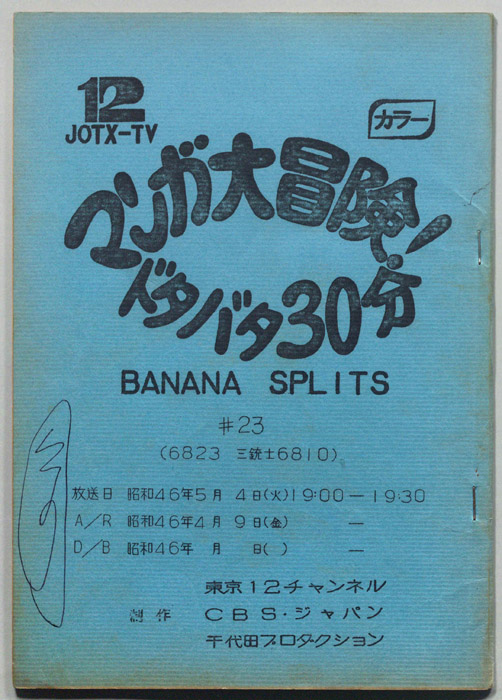 12
JOTX-TV
カラー
マンガ大冒険!
ドタバタ30分
BANANA SPLITS
#23
(6823 三銃士6810)
放送日 昭和46年5月 4日(火)19:00—19:30
A/R 昭和46年4月 9日(金) —
D/B 昭和46年 月 日( ) —
東京12チャンネル
制作 CBS・ジャパン
千代田プロダクション